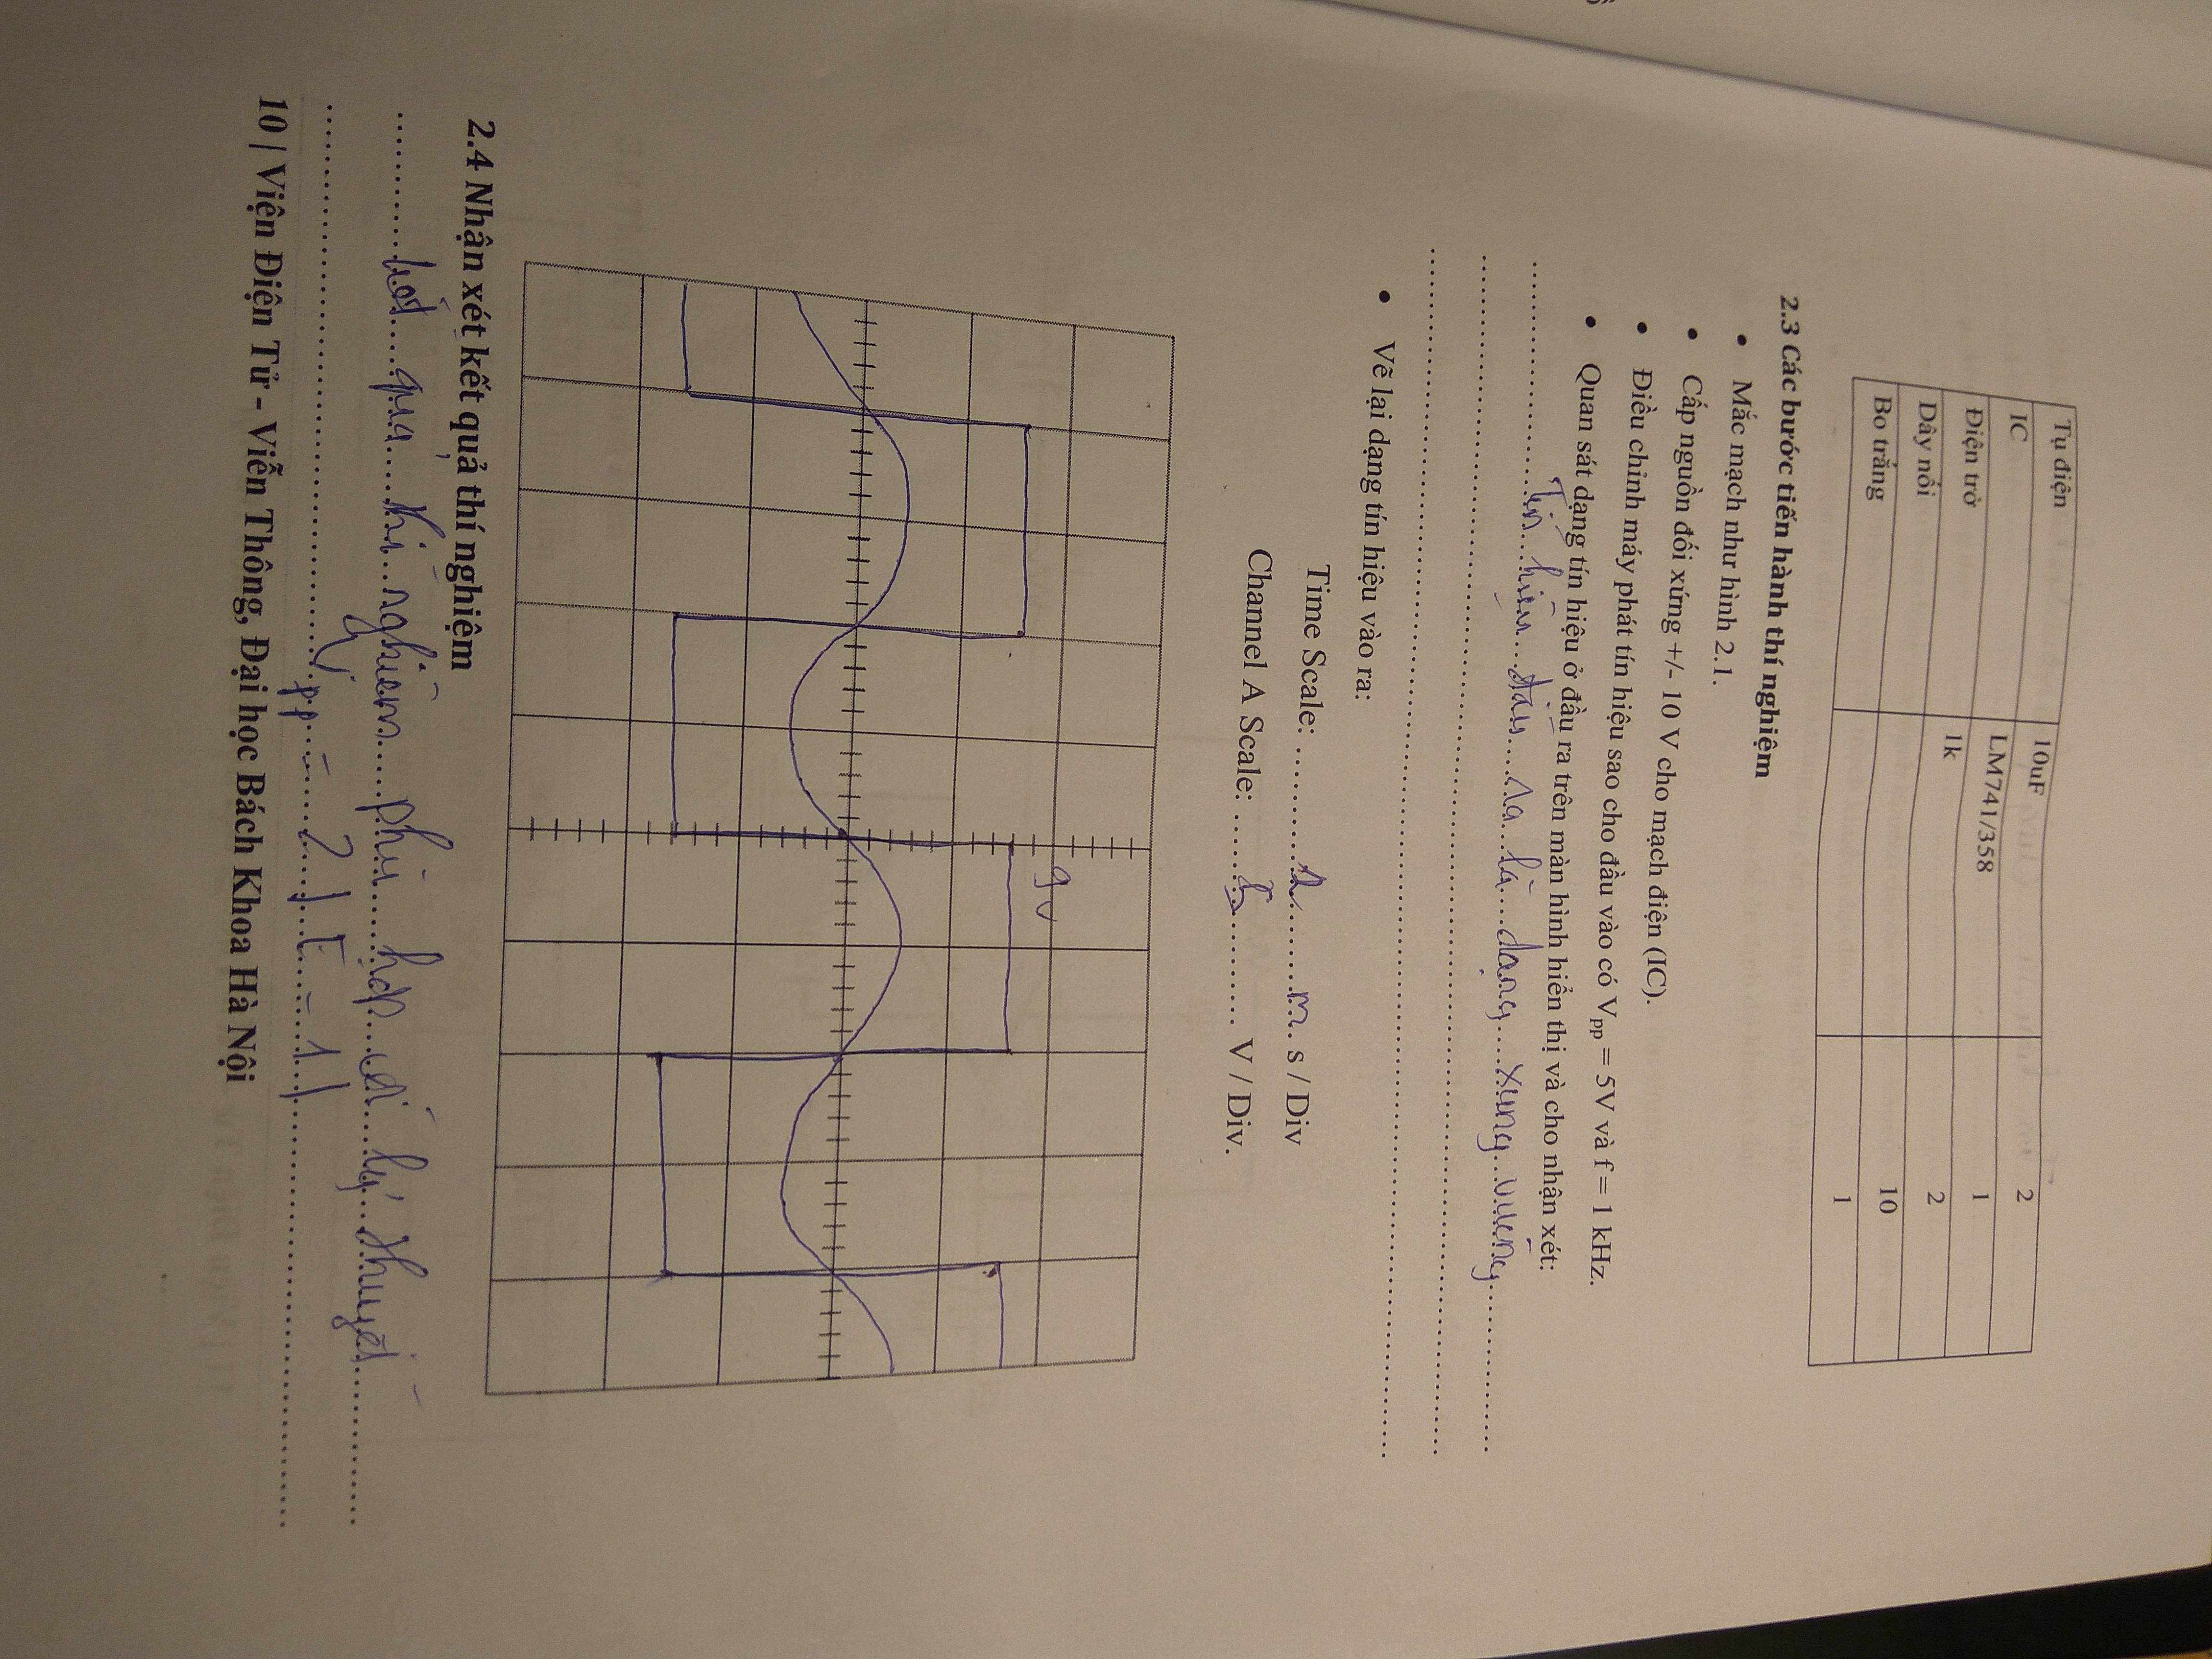 Tụ điện 10uF 2
IC LM741/358 1
Điện trở 1k 2
Dây nối 10
Bo trắng 1
2.3 Các bước tiến hành thí nghiệm
• Mắc mạch như hình 2.1.
• Cấp nguồn đối xứng +/- 10 V cho mạch điện (IC).
• Điều chỉnh máy phát tín hiệu sao cho đầu vào có Vpp = 5V và f = 1 kHz.
• Quan sát dạng tín hiệu ở đầu ra trên màn hình hiển thị và cho nhận xét:
Tín hiệu đầu ra là dạng xung vuông
• Vẽ lại dạng tín hiệu vào ra:
Time Scale: .......... m. s / Div
Channel A Scale: ....5.... V / Div.
9v
2.4 Nhận xét kết quả thí nghiệm
kết quả thí nghiệm phù hợp với lý thuyết
Vpp = 2 | E = 1 |
10 | Viện Điện Tử - Viễn Thông, Đại học Bách Khoa Hà Nội